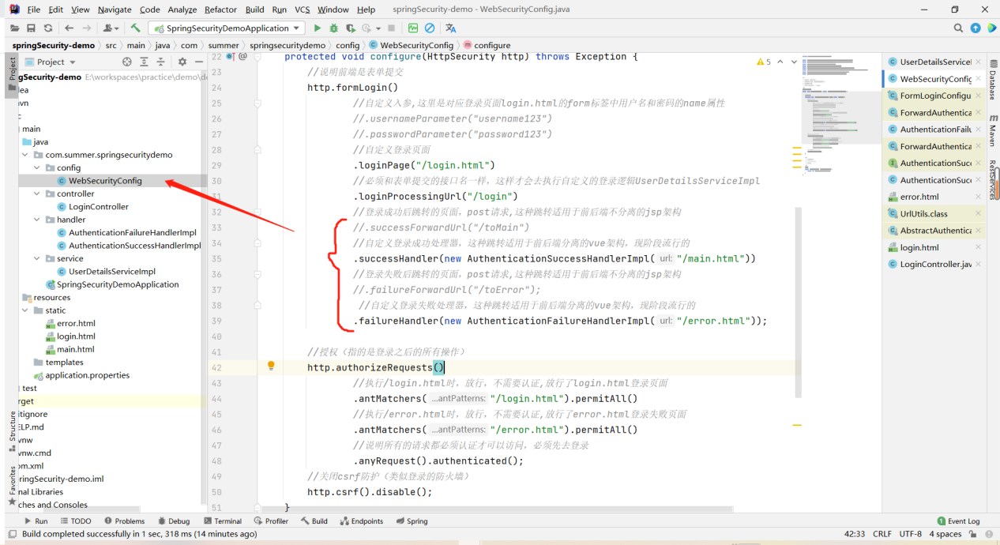 File Edit View Navigate Code Analyze Refactor Build Run VCS Window Help springSecurity-demo - WebSecurityConfig.java
SpringSecurityDemoApplication
springSecurity-demo src main java com summer springsecuritydemo config WebSecurityConfig configure
Project
Project
gSecurity-demo E:\workspaces\practice\demo\d
main
java
com.summer.springsecuritydemo
config
WebSecurityConfig
controller
LoginController
handler
AuthenticationFailureHandlerImpl
AuthenticationSuccessHandlerImpl
service
UserDetailsServiceImpl
SpringSecurityDemoApplication
resources
static
error.html
login.html
main.html
templates
application.properties
test
rget
itignore
ELP.md
vnw
vnw.cmd
om.xml
ringSecurity-demo.iml
nal Libraries
ches and Consoles
Structure
Favorites
5
22 protected void configure(HttpSecurity http) throws Exception {
23 //说明前端是表单提交
24 http.formLogin()
25 //自定义入参,这里是对应登录页面login.html的form标签中用户名和密码的name属性
26 //.usernameParameter("username123")
27 //.passwordParameter("password123")
28 //自定义登录页面
29 .loginPage("/login.html")
30 //必须和表单提交的接口名一样，这样才会去执行自定义的登录逻辑UserDetailsServiceImpl
31 .loginProcessingUrl("/login")
32 //登录成功后跳转的页面，post请求,这种跳转适用于前后端不分离的jsp架构
33 //.successForwardUrl("/toMain")
34 //自定义登录成功处理器，这种跳转适用于前后端分离的vue架构，现阶段流行的
35 .successHandler(new AuthenticationSuccessHandlerImpl( url: "/main.html"))
36 //登录失败后跳转的页面，post请求,这种跳转适用于前后端不分离的jsp架构
37 //.failureForwardUrl("/toError");
38 //自定义登录失败处理器，这种跳转适用于前后端分离的vue架构，现阶段流行的
39 .failureHandler(new AuthenticationFailureHandlerImpl( url: "/error.html"));
40
41 //授权（指的是登录之后的所有操作）
42 http.authorizeRequests()
43 //执行/login.html时，放行，不需要认证,放行了login.html登录页面
44 .antMatchers( ...antPatterns: "/login.html").permitAll()
45 //执行/error.html时，放行，不需要认证,放行了error.html登录失败页面
46 .antMatchers( ...antPatterns: "/error.html").permitAll()
47 //说明所有的请求都必须认证才可以访问，必须先去登录
48 .anyRequest().authenticated();
49 //关闭csrf防护（类似登录的防火墙）
50 http.csrf().disable();
51 }
UserDetailsService
WebSecurityConfig
FormLoginConfigu
ForwardAuthentica
AuthenticationFailu
ForwardAuthentica
AuthenticationSucc
AuthenticationSucc
error.html
UrlUtils.class
AbstractAuthentica
login.html
LoginController.jav
Database
Maven
RestServices
Run TODO Problems Debug Terminal Profiler Build Endpoints Spring 1 Event Log
Build completed successfully in 1 sec, 318 ms (14 minutes ago) 42:33 CRLF UTF-8 4 spaces